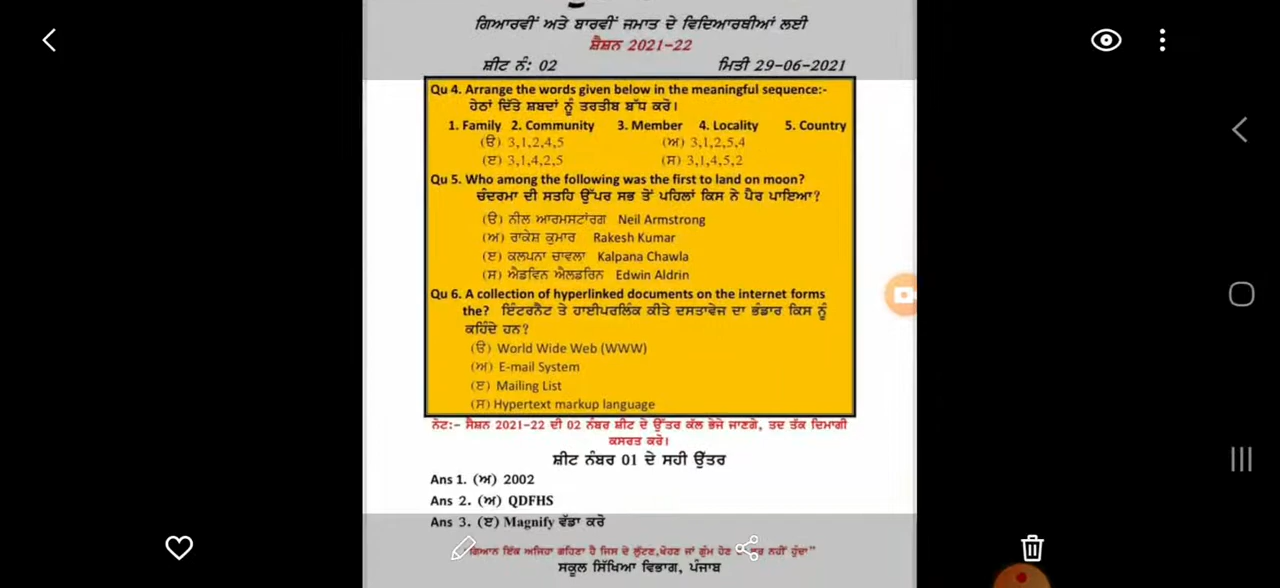 ਗਿਆਰਵੀਂ ਅਤੇ ਬਾਰਵੀਂ ਜਮਾਤ ਦੇ ਵਿਦਿਆਰਥੀਆਂ ਲਈ
ਸ਼ੈਸ਼ਨ 2021-22
ਸ਼ੀਟ ਨੰ: 02 ਮਿਤੀ 29-06-2021
Qu 4. Arrange the words given below in the meaningful sequence:-
ਹੇਠਾਂ ਦਿੱਤੇ ਸ਼ਬਦਾਂ ਨੂੰ ਤਰਤੀਬ ਬੱਧ ਕਰੋ।
1. Family 2. Community 3. Member 4. Locality 5. Country
(ੳ) 3,1,2,4,5 (ਅ) 3,1,2,5,4
(ੲ) 3,1,4,2,5 (ਸ) 3,1,4,5,2
Qu 5. Who among the following was the first to land on moon?
ਚੰਦਰਮਾ ਦੀ ਸਤਹਿ ਉੱਪਰ ਸਭ ਤੋਂ ਪਹਿਲਾਂ ਕਿਸ ਨੇ ਪੈਰ ਪਾਇਆ?
(ੳ) ਨੀਲ ਆਰਮਸਟਾਂਰਗ Neil Armstrong
(ਅ) ਰਾਕੇਸ਼ ਕੁਮਾਰ Rakesh Kumar
(ੲ) ਕਲਪਨਾ ਚਾਵਲਾ Kalpana Chawla
(ਸ) ਐਡਵਿਨ ਐਲਡਰਿਨ Edwin Aldrin
Qu 6. A collection of hyperlinked documents on the internet forms
the? ਇੰਟਰਨੈਟ ਤੇ ਹਾਈਪਰਲਿੰਕ ਕੀਤੇ ਦਸਤਾਵੇਜ ਦਾ ਭੰਡਾਰ ਕਿਸ ਨੂੰ
ਕਹਿੰਦੇ ਹਨ?
(ੳ) World Wide Web (WWW)
(ਅ) E-mail System
(ੲ) Mailing List
(ਸ) Hypertext markup language
ਨੋਟ:- ਸੈਸ਼ਨ 2021-22 ਦੀ 02 ਨੰਬਰ ਸ਼ੀਟ ਦੇ ਉੱਤਰ ਕੱਲ ਭੇਜੇ ਜਾਣਗੇ, ਤਦ ਤੱਕ ਦਿਮਾਗੀ
ਕਸਰਤ ਕਰੋ।
ਸ਼ੀਟ ਨੰਬਰ 01 ਦੇ ਸਹੀ ਉੱਤਰ
Ans 1. (ਅ) 2002
Ans 2. (ਅ) QDFHS
Ans 3. (ੲ) Magnify ਵੱਡਾ ਕਰੋ
ਗਿਆਨ ਇੱਕ ਅਜਿਹਾ ਗਹਿਣਾ ਹੈ ਜਿਸ ਦੇ ਲੁੱਟਣ,ਖੋਹਣ ਜਾਂ ਗੁੰਮ ਹੋਣ ਨਹੀਂ ਹੁੰਦਾ"
ਸਕੂਲ ਸਿੱਖਿਆ ਵਿਭਾਗ, ਪੰਜਾਬ